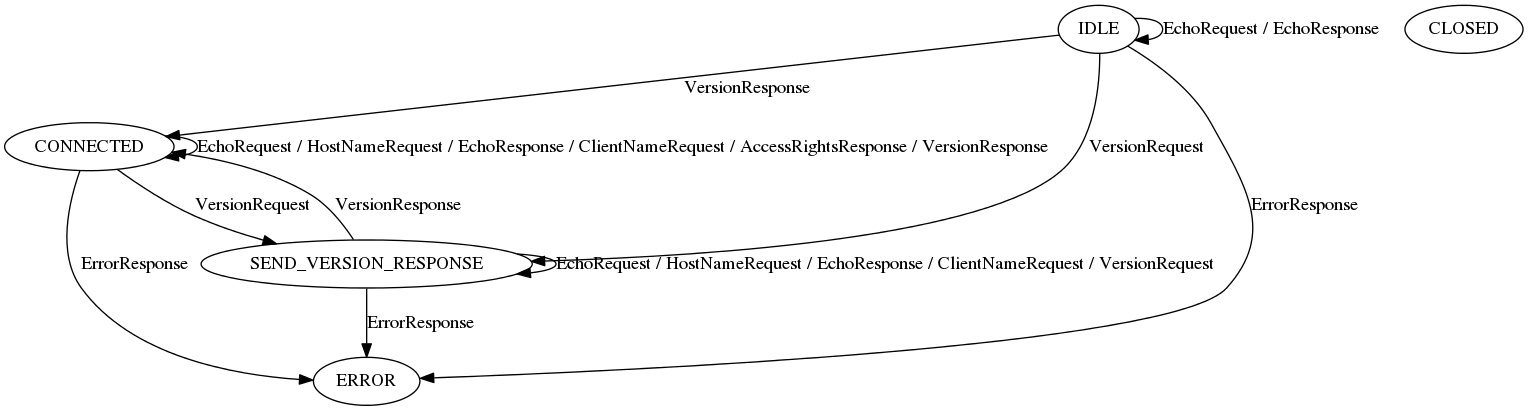 IDLE
EchoRequest / EchoResponse
CLOSED
VersionResponse
CONNECTED
EchoRequest / HostNameRequest / EchoResponse / ClientNameRequest / AccessRightsResponse / VersionResponse
VersionRequest
VersionRequest
VersionResponse
ErrorResponse
ErrorResponse
SEND_VERSION_RESPONSE
EchoRequest / HostNameRequest / EchoResponse / ClientNameRequest / VersionRequest
ErrorResponse
ERROR